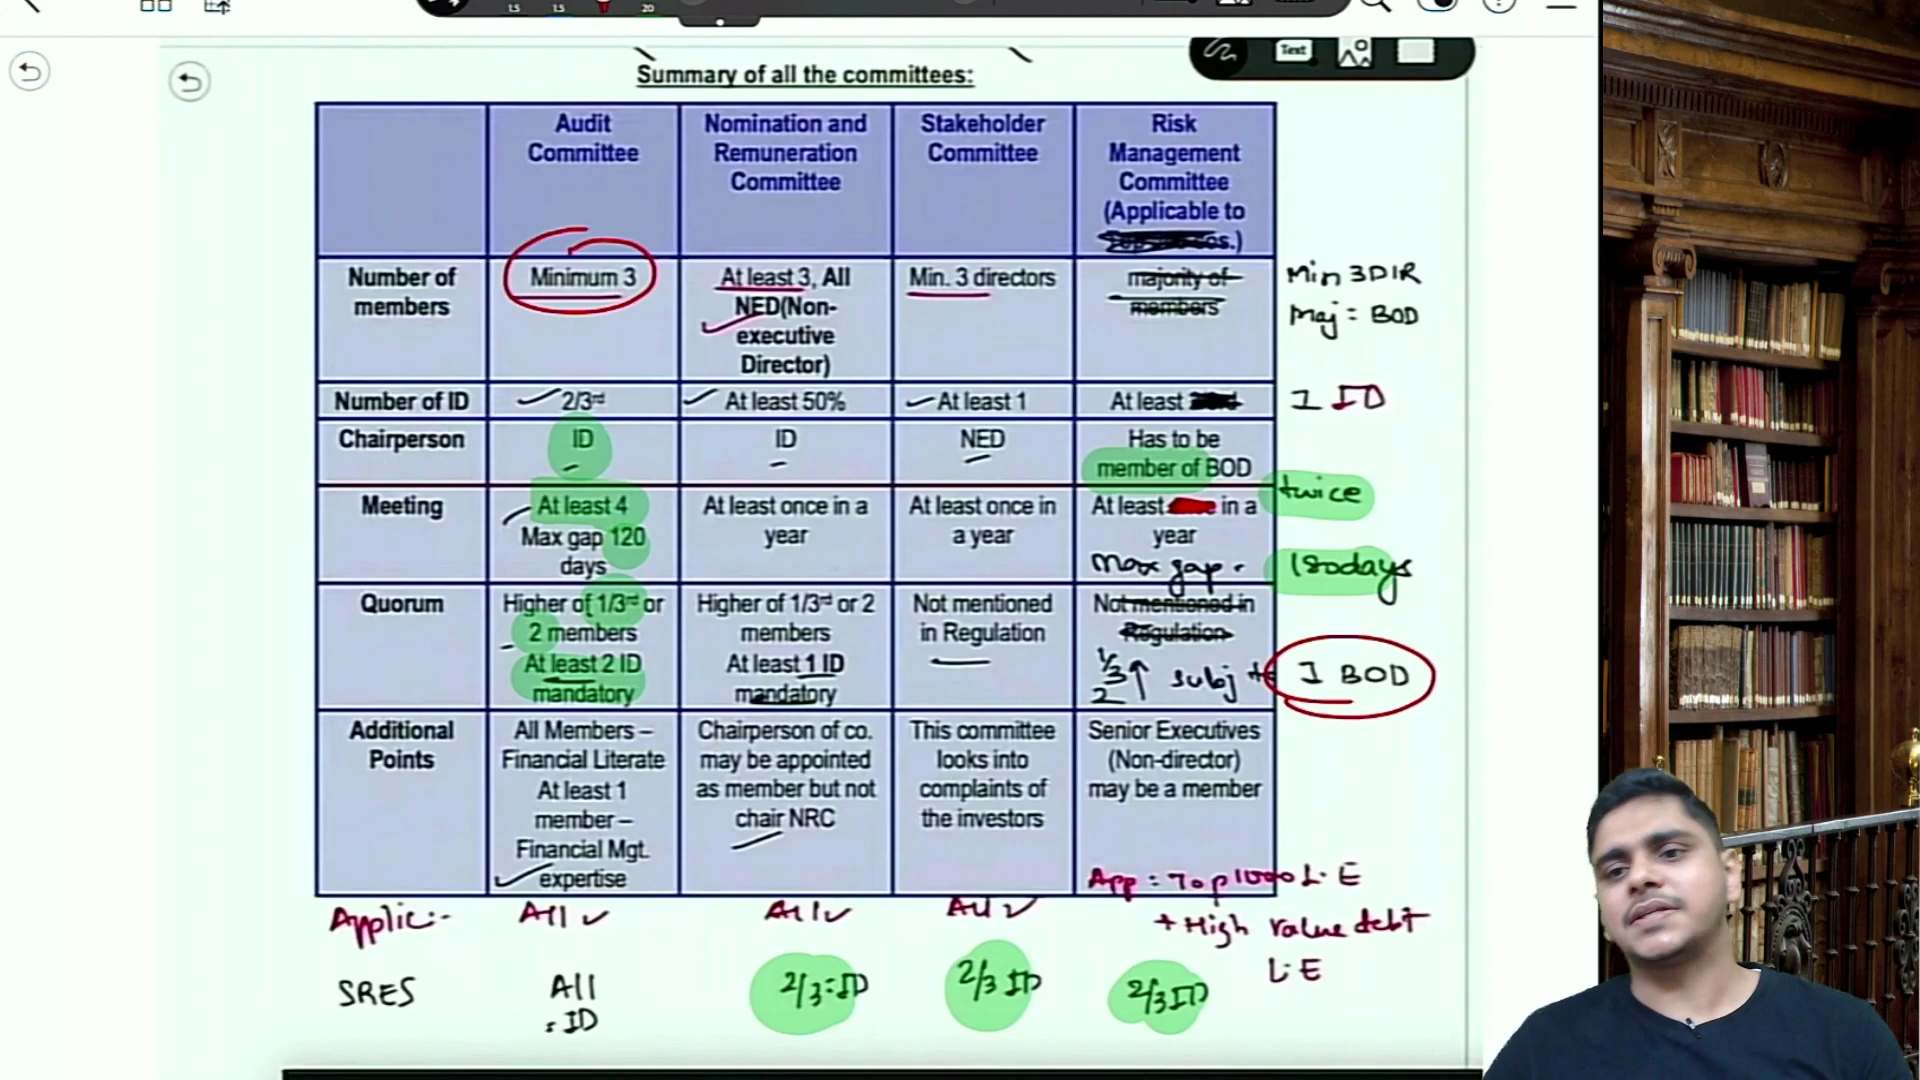 15
15
20
Text
Summary of all the committees:
Audit Committee
Nomination and Remuneration Committee
Stakeholder Committee
Risk Management Committee (Applicable to cos.)
Number of members
Minimum 3
At least 3, All NED(Non-executive Director)
Min. 3 directors
majority of members
Min 3DIR
Maj = BOD
Number of ID
2/3rd
At least 50%
At least 1
At least
1 ID
Chairperson
ID
ID
NED
Has to be member of BOD
Meeting
At least 4
Max gap 120 days
At least once in a year
At least once in a year
At least in a year
twice
Max gap -
180days
Quorum
Higher of 1/3rd or 2 members
At least 2 ID mandatory
Higher of 1/3rd or 2 members
At least 1 ID mandatory
Not mentioned in Regulation
Not mentioned in Regulation
1/3
2 ↑ subj to
1 BOD
Additional Points
All Members – Financial Literate
At least 1 member – Financial Mgt. expertise
Chairperson of co. may be appointed as member but not chair NRC
This committee looks into complaints of the investors
Senior Executives (Non-director) may be a member
App = Top 1000 L.E
+ High value debt
L.E
Applic:-
All ✓
All ✓
All ✓
SRES
All
= ID
2/3 = ID
2/3 ID
2/3 ID